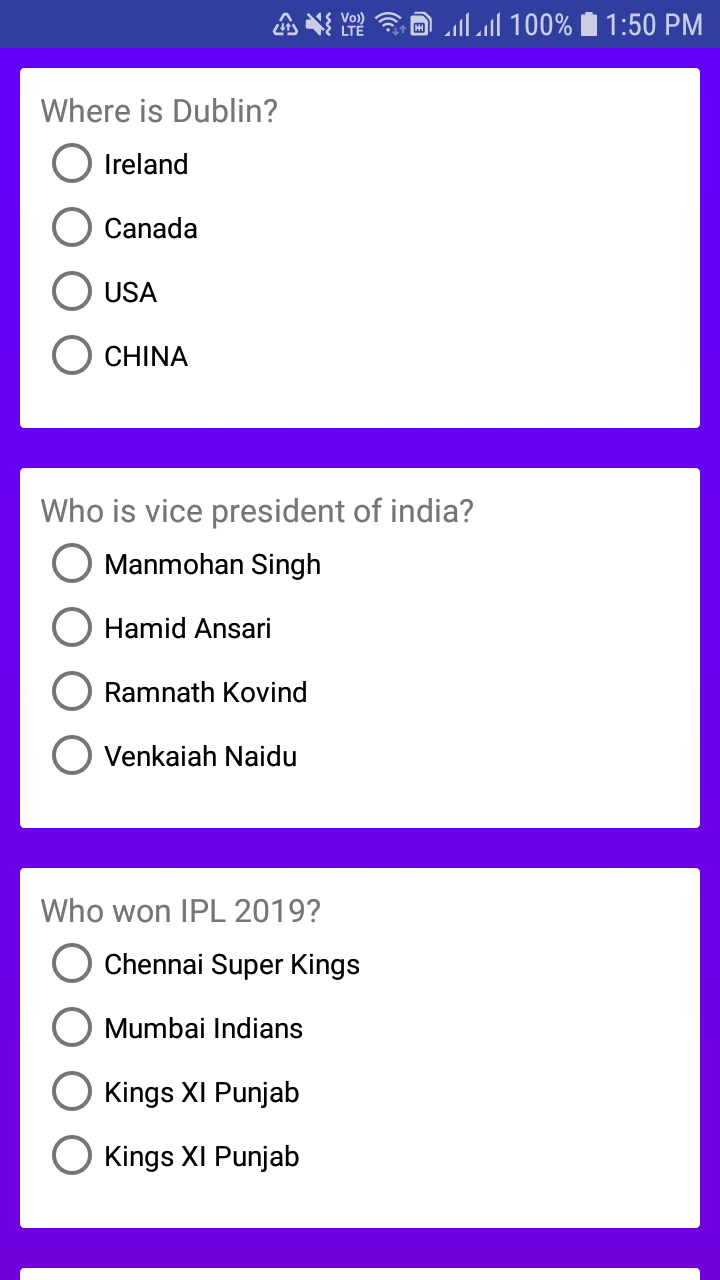 Vo)) LTE 100% 1:50 PM
Where is Dublin?
Ireland
Canada
USA
CHINA
Who is vice president of india?
Manmohan Singh
Hamid Ansari
Ramnath Kovind
Venkaiah Naidu
Who won IPL 2019?
Chennai Super Kings
Mumbai Indians
Kings XI Punjab
Kings XI Punjab